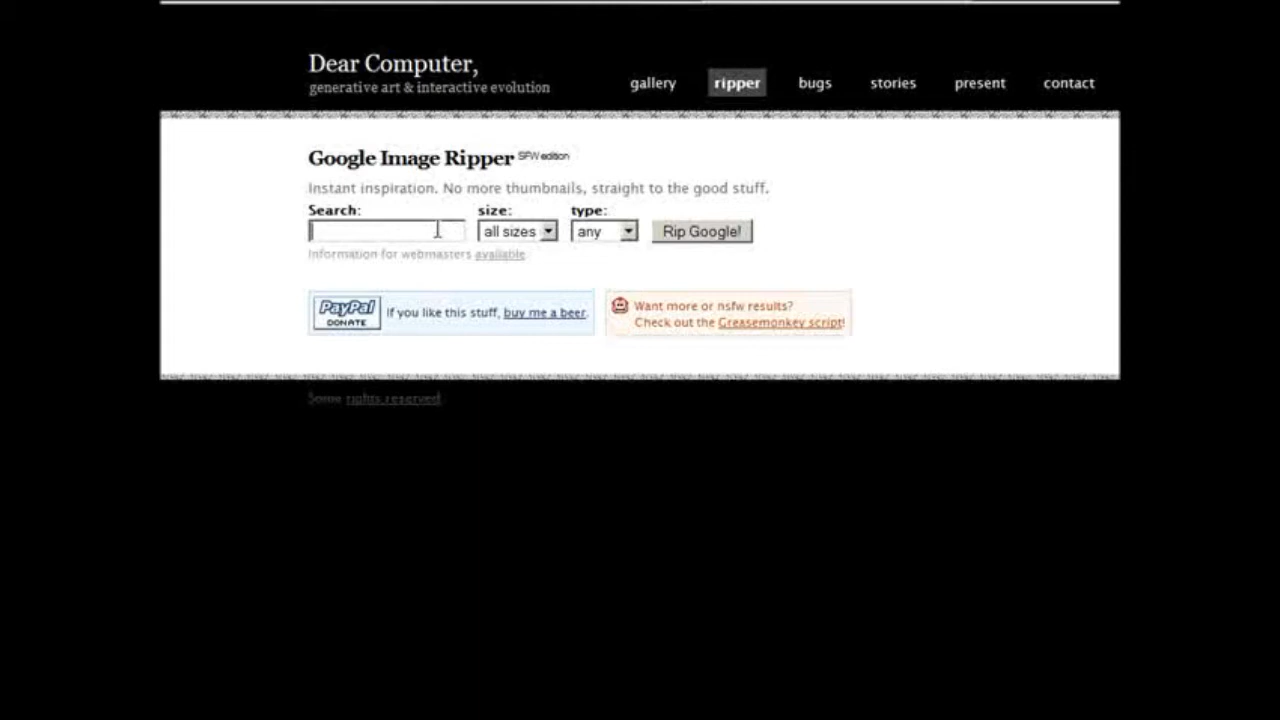 Dear Computer,
generative art & interactive evolution
gallery ripper bugs stories present contact
Google Image Ripper SFW edition
Instant inspiration. No more thumbnails, straight to the good stuff.
Search: size: type:
all sizes any Rip Google!
Information for webmasters available
PayPal DONATE
If you like this stuff, buy me a beer.
Want more or nsfw results?
Check out the Greasemonkey script!
Some rights reserved